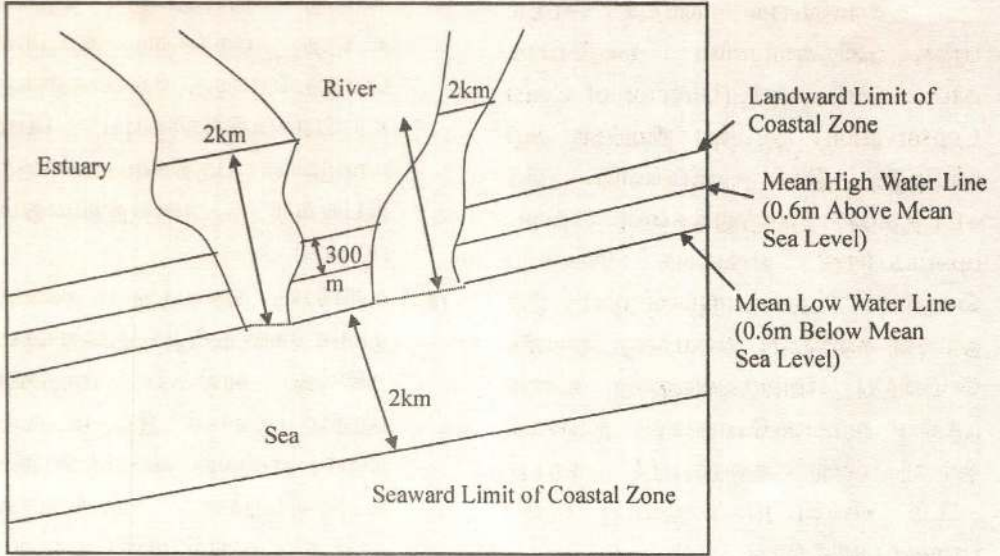 River
2km
2km
Estuary
Landward Limit of
Coastal Zone
Mean High Water Line
(0.6m Above Mean
Sea Level)
300
m
Mean Low Water Line
(0.6m Below Mean
Sea Level)
2km
Sea
Seaward Limit of Coastal Zone